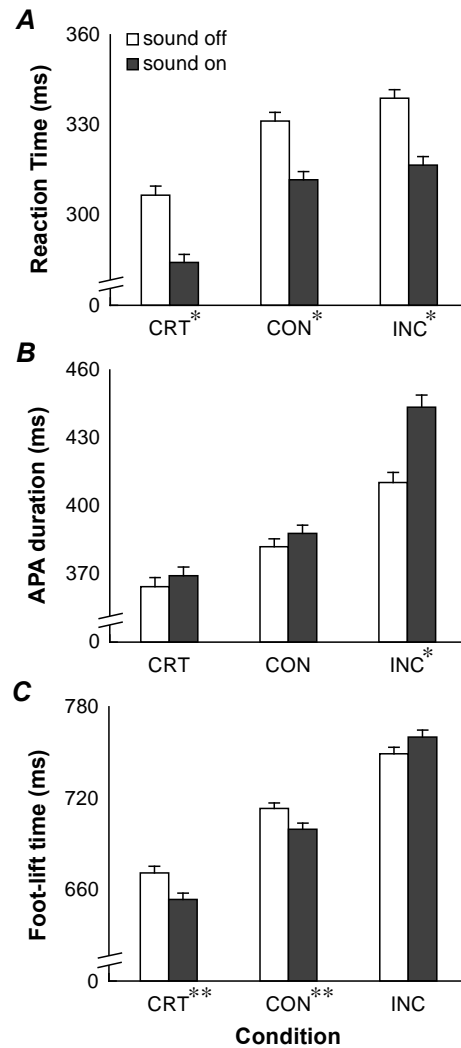 A
sound off
sound on
Reaction Time (ms)
360
330
300
0
CRT* CON* INC*
B
APA duration (ms)
460
430
400
370
0
CRT CON INC*
C
Foot-lift time (ms)
780
720
660
0
CRT** CON** INC
Condition